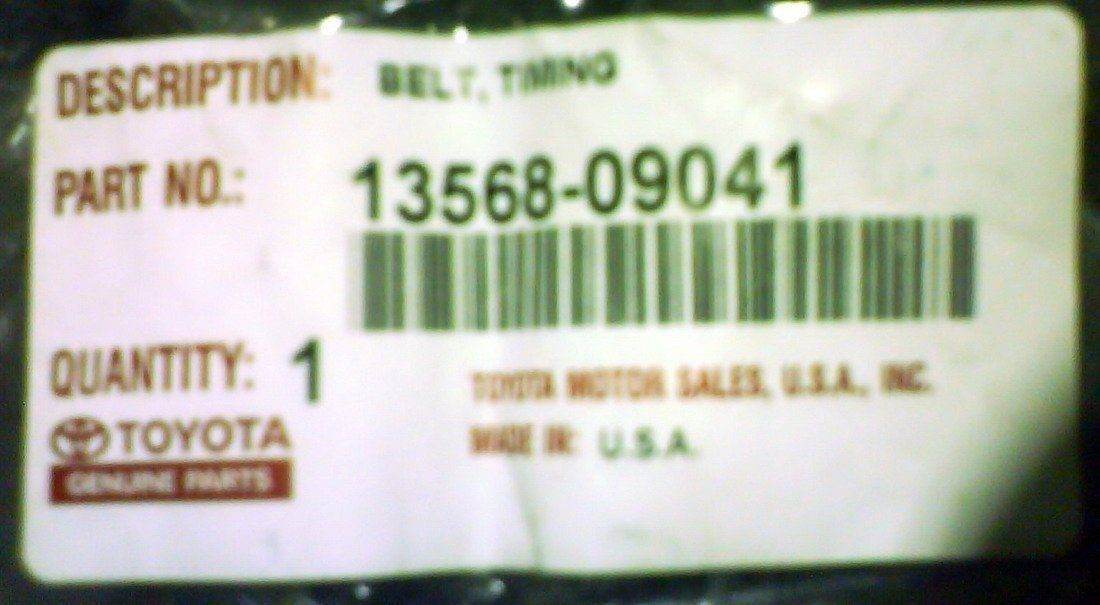 DESCRIPTION: BELT, TIMING
PART NO.: 13568-09041
QUANTITY: 1
TOYOTA MOTOR SALES, U.S.A., INC.
TOYOTA
MADE IN: U.S.A.
GENUINE PARTS